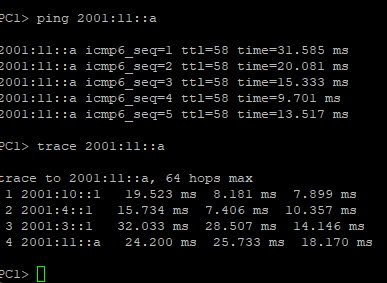 PC1> ping 2001:11::a
2001:11::a icmp6_seq=1 ttl=58 time=31.585 ms
2001:11::a icmp6_seq=2 ttl=58 time=20.081 ms
2001:11::a icmp6_seq=3 ttl=58 time=15.333 ms
2001:11::a icmp6_seq=4 ttl=58 time=9.701 ms
2001:11::a icmp6_seq=5 ttl=58 time=13.517 ms
PC1> trace 2001:11::a
trace to 2001:11::a, 64 hops max
1 2001:10::1 19.523 ms 8.181 ms 7.899 ms
2 2001:4::1 15.734 ms 7.406 ms 10.357 ms
3 2001:3::1 32.033 ms 28.507 ms 14.146 ms
4 2001:11::a 24.200 ms 25.733 ms 18.170 ms
PC1>